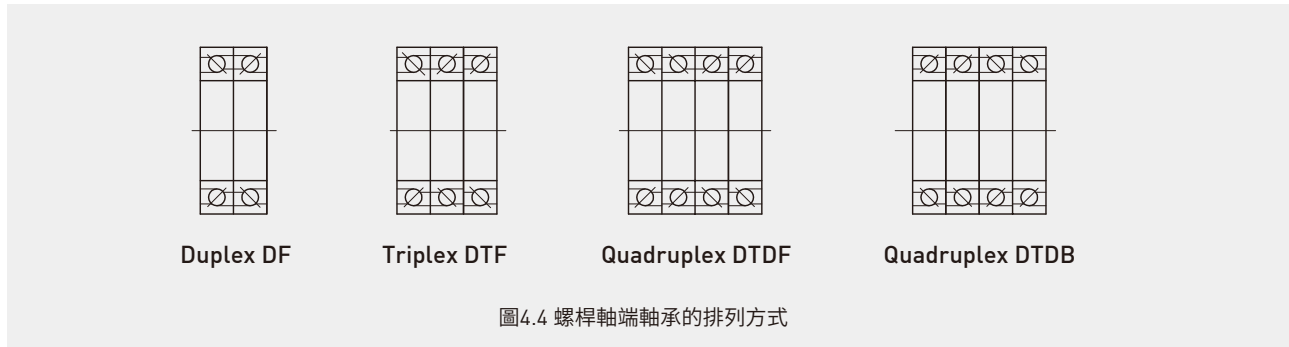 Duplex DF
Triplex DTF
Quadruplex DTDF
Quadruplex DTDB
圖4.4 螺桿軸端軸承的排列方式